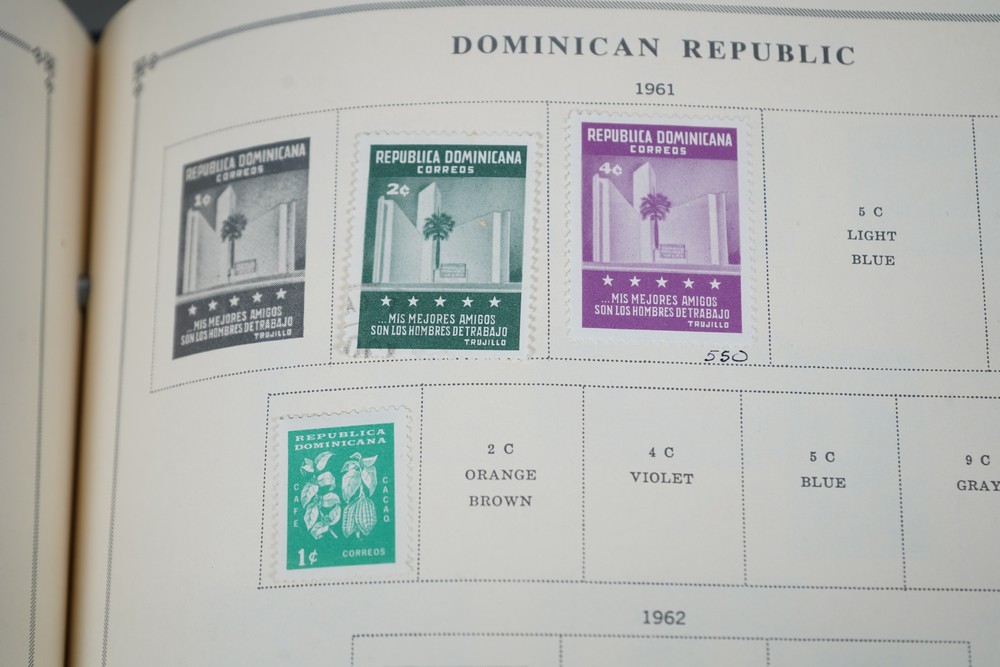 DOMINICAN REPUBLIC
1961
REPUBLICA DOMINICANA
CORREOS
1¢
...MIS MEJORES AMIGOS
SON LOS HOMBRES DE TRABAJO
TRUJILLO
REPUBLICA DOMINICANA
CORREOS
2¢
...MIS MEJORES AMIGOS
SON LOS HOMBRES DE TRABAJO
TRUJILLO
REPUBLICA DOMINICANA
CORREOS
4¢
...MIS MEJORES AMIGOS
SON LOS HOMBRES DE TRABAJO
TRUJILLO
550
5 C
LIGHT
BLUE
REPUBLICA
DOMINICANA
CAFE
CACAO
1¢ CORREOS
2 C
ORANGE
BROWN
4 C
VIOLET
5 C
BLUE
9 C
GRAY
1962